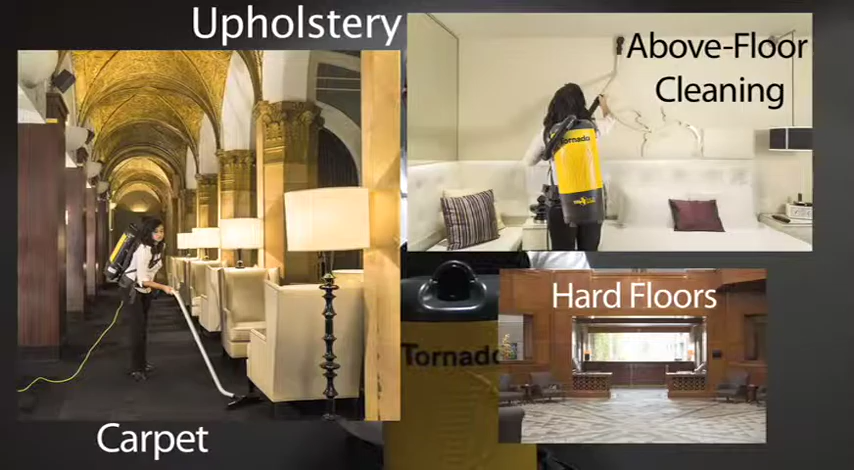 Upholstery
Above-Floor
Cleaning
Tornado
Hard Floors
Tornado
Carpet